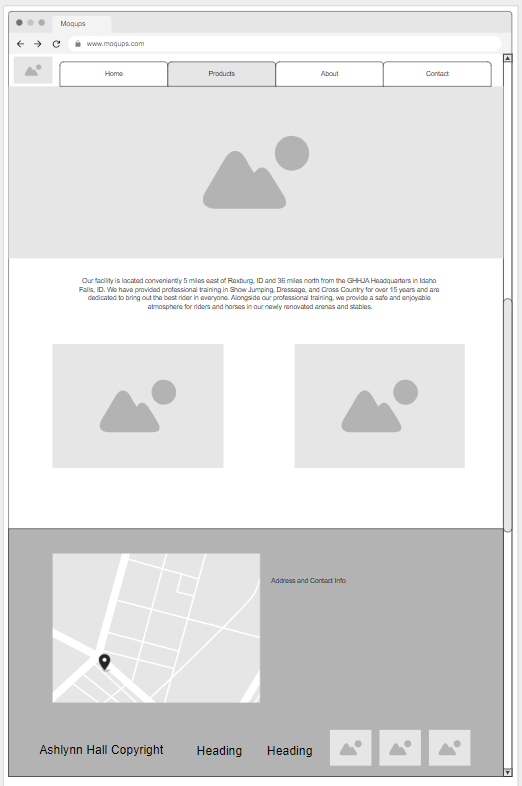 Moqups
www.moqups.com
Home
Products
About
Contact
Our facility is located conveniently 5 miles east of Rexburg, ID and 36 miles north from the GHHJA Headquarters in Idaho
Falls, ID. We have provided professional training in Show Jumping, Dressage, and Cross Country for over 15 years and are
dedicated to bring out the best rider in everyone. Alongside our professional training, we provide a safe and enjoyable
atmosphere for riders and horses in our newly renovated arenas and stables.
Address and Contact Info
Ashlynn Hall Copyright
Heading
Heading